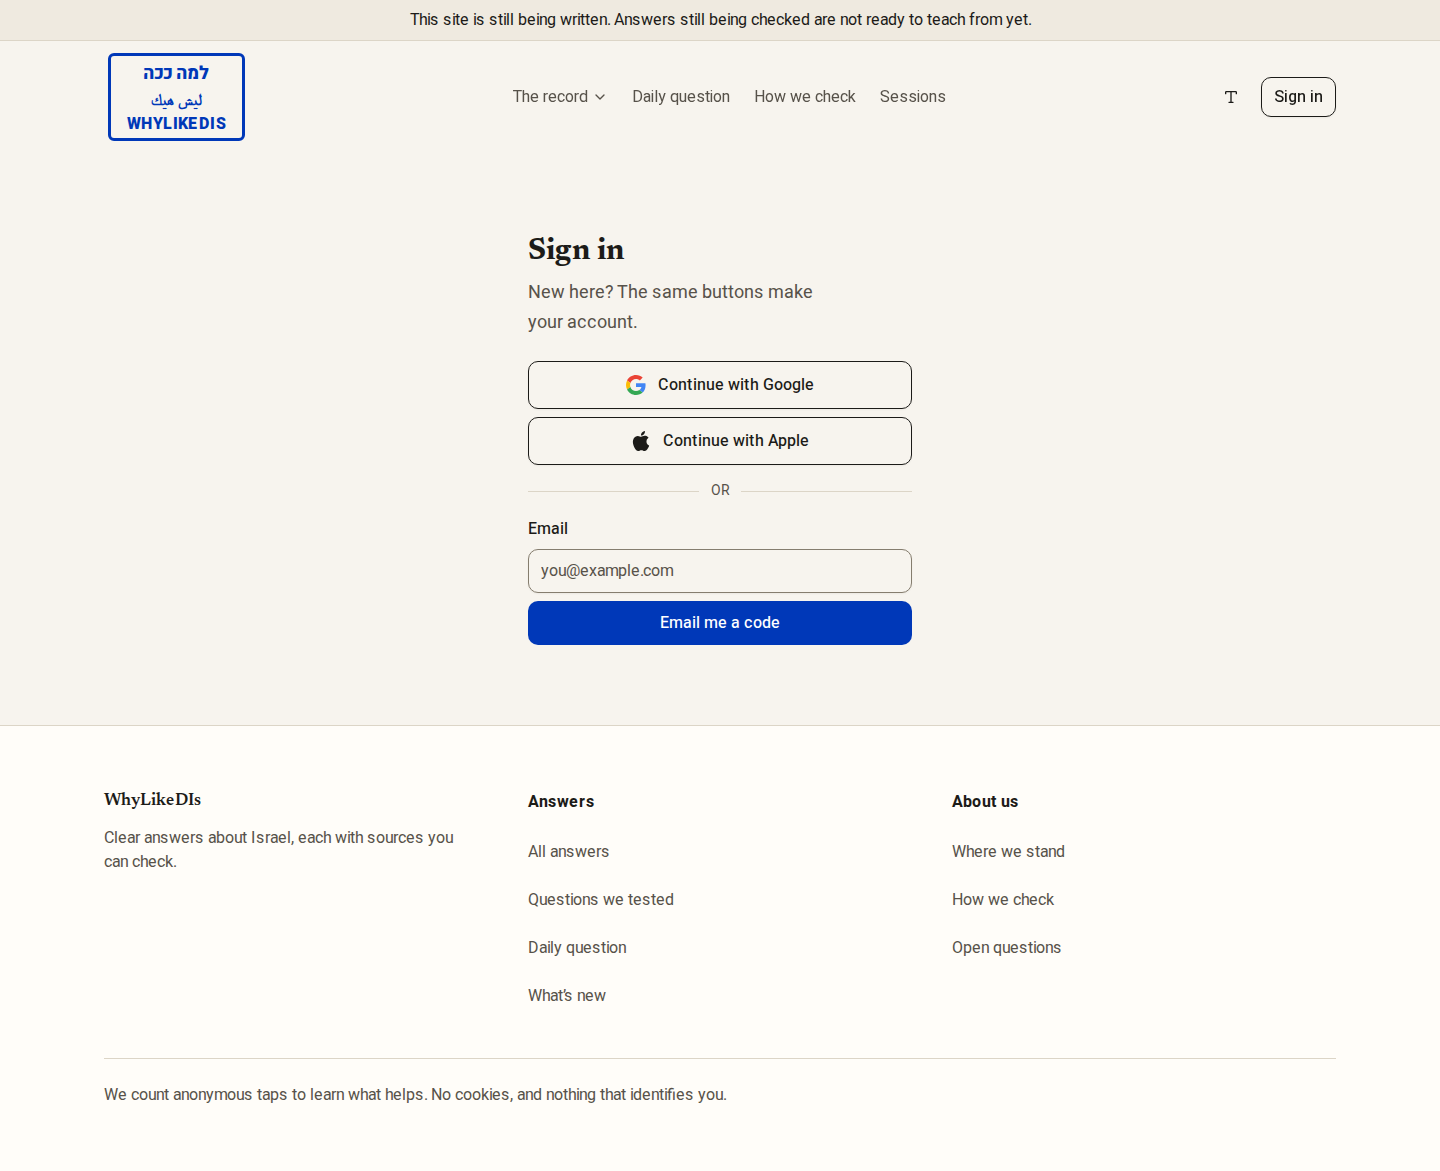 This site is still being written. Answers still being checked are not ready to teach from yet.
למה ככה
ليش هيك
WHYLIKEDIS
The record
Daily question
How we check
Sessions
T
Sign in
Sign in
New here? The same buttons make
your account.
Continue with Google
Continue with Apple
OR
Email
you@example.com
Email me a code
WhyLikeDIs
Clear answers about Israel, each with sources you
can check.
Answers
All answers
Questions we tested
Daily question
What's new
About us
Where we stand
How we check
Open questions
We count anonymous taps to learn what helps. No cookies, and nothing that identifies you.